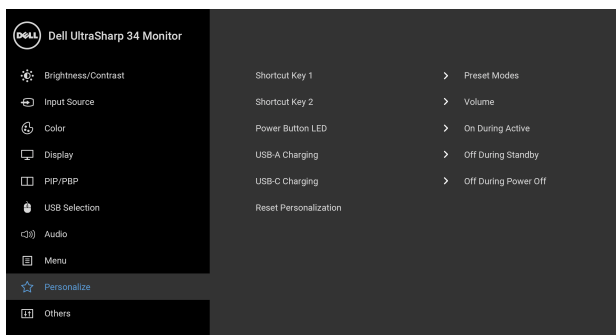 DELL Dell UltraSharp 34 Monitor
Brightness/Contrast
Input Source
Color
Display
PIP/PBP
USB Selection
Audio
Menu
Personalize
Others
Shortcut Key 1 > Preset Modes
Shortcut Key 2 > Volume
Power Button LED > On During Active
USB-A Charging > Off During Standby
USB-C Charging > Off During Power Off
Reset Personalization